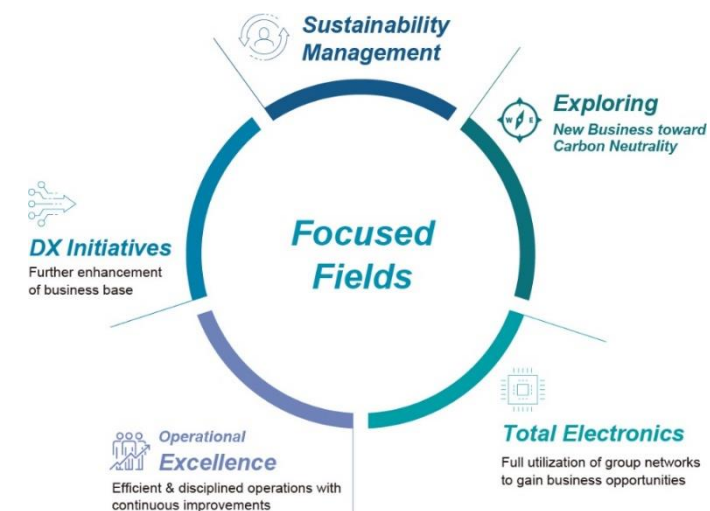 Sustainability
Management
Exploring
New Business toward
Carbon Neutrality
W E
Focused
Fields
DX Initiatives
Further enhancement
of business base
Total Electronics
Full utilization of group networks
to gain business opportunities
Operational
Excellence
Efficient & disciplined operations with
continuous improvements